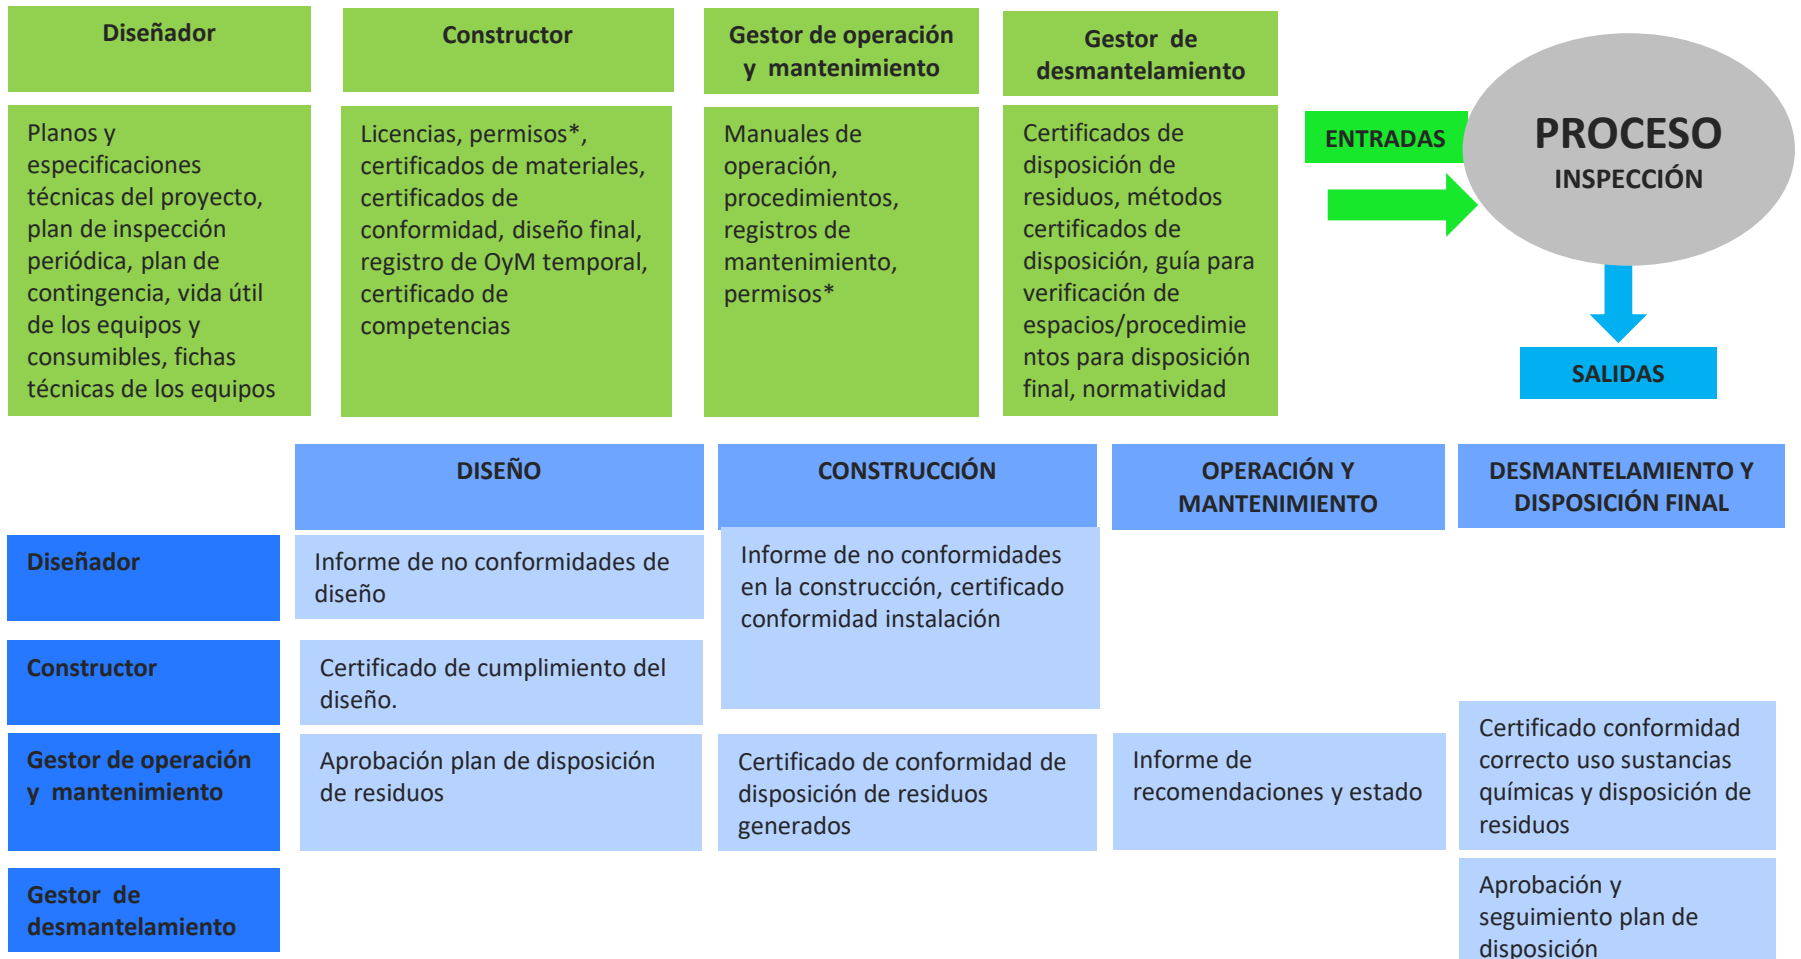 Diseñador
Constructor
Gestor de operación
y mantenimiento
Gestor de
desmantelamiento
Planos y
especificaciones
técnicas del proyecto,
plan de inspección
periódica, plan de
contingencia, vida útil
de los equipos y
consumibles, fichas
técnicas de los equipos
Licencias, permisos*,
certificados de materiales,
certificados de
conformidad, diseño final,
registro de OyM temporal,
certificado de
competencias
Manuales de
operación,
procedimientos,
registros de
mantenimiento,
permisos*
Certificados de
disposición de
residuos, métodos
certificados de
disposición, guía para
verificación de
espacios/procedimie
ntos para disposición
final, normatividad
ENTRADAS
PROCESO
INSPECCIÓN
SALIDAS
DISEÑO
CONSTRUCCIÓN
OPERACIÓN Y
MANTENIMIENTO
DESMANTELAMIENTO Y
DISPOSICIÓN FINAL
Diseñador
Informe de no conformidades de
diseño
Informe de no conformidades
en la construcción, certificado
conformidad instalación
Constructor
Certificado de cumplimiento del
diseño.
Gestor de operación
y mantenimiento
Aprobación plan de disposición
de residuos
Certificado de conformidad de
disposición de residuos
generados
Informe de
recomendaciones y estado
Certificado conformidad
correcto uso sustancias
químicas y disposición de
residuos
Gestor de
desmantelamiento
Aprobación y
seguimiento plan de
disposición